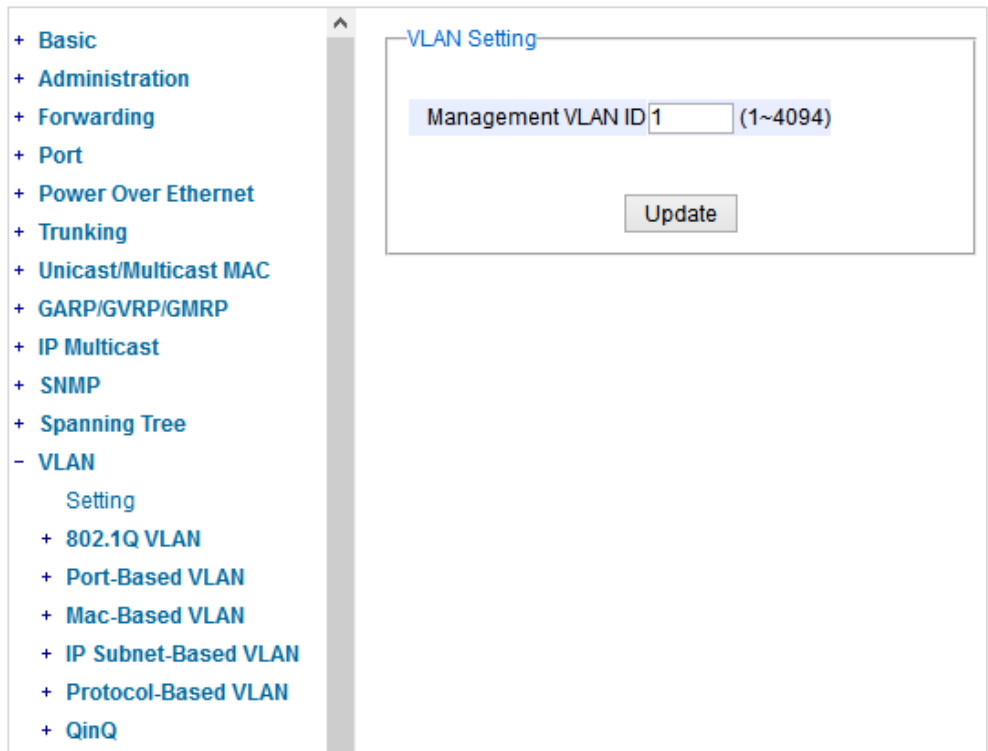 + Basic
+ Administration
+ Forwarding
+ Port
+ Power Over Ethernet
+ Trunking
+ Unicast/Multicast MAC
+ GARP/GVRP/GMRP
+ IP Multicast
+ SNMP
+ Spanning Tree
- VLAN
Setting
+ 802.1Q VLAN
+ Port-Based VLAN
+ Mac-Based VLAN
+ IP Subnet-Based VLAN
+ Protocol-Based VLAN
+ QinQ
VLAN Setting
Management VLAN ID 1 (1~4094)
Update